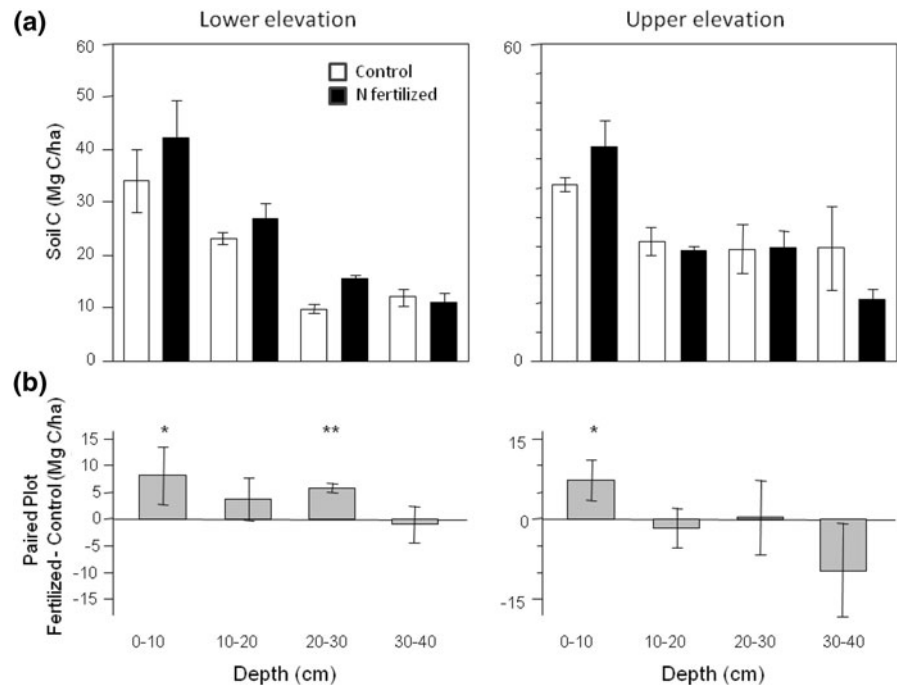 (a)
Lower elevation
Upper elevation
60
50
40
30
20
10
0
Soil C (Mg C/ha)
Control
N fertilized
60
0
(b)
15
10
5
0
-5
-10
-15
Paired Plot
Fertilized - Control (Mg C/ha)
*
**
15
0
-15
*
0-10
10-20
20-30
30-40
Depth (cm)
0-10
10-20
20-30
30-40
Depth (cm)